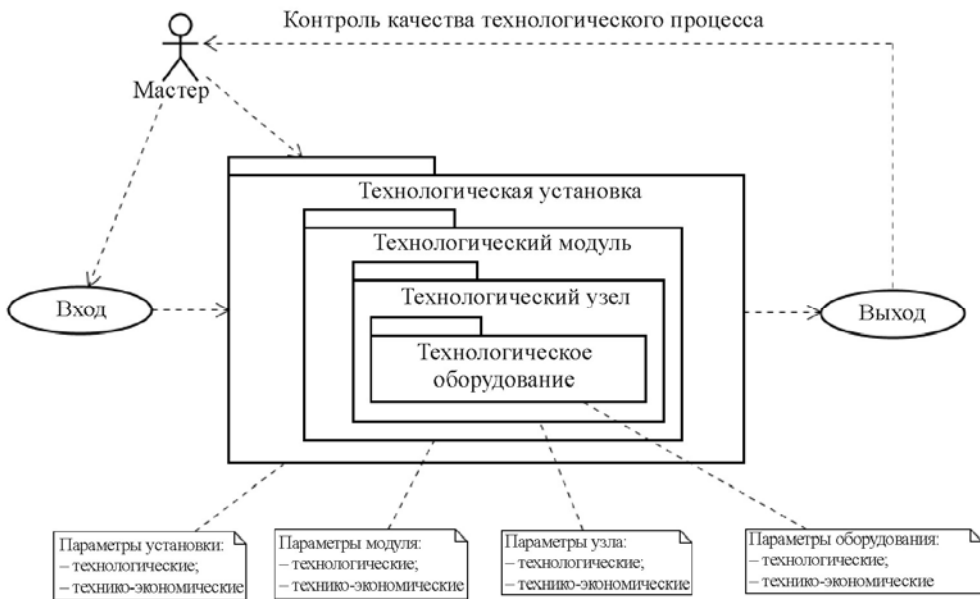 Контроль качества технологического процесса
Мастер
Технологическая установка
Технологический модуль
Технологический узел
Технологическое
оборудование
Вход
Выход
Параметры установки:
– технологические;
– технико-экономические
Параметры модуля:
– технологические;
– технико-экономические
Параметры узла:
– технологические;
– технико-экономические
Параметры оборудования:
– технологические;
– технико-экономические